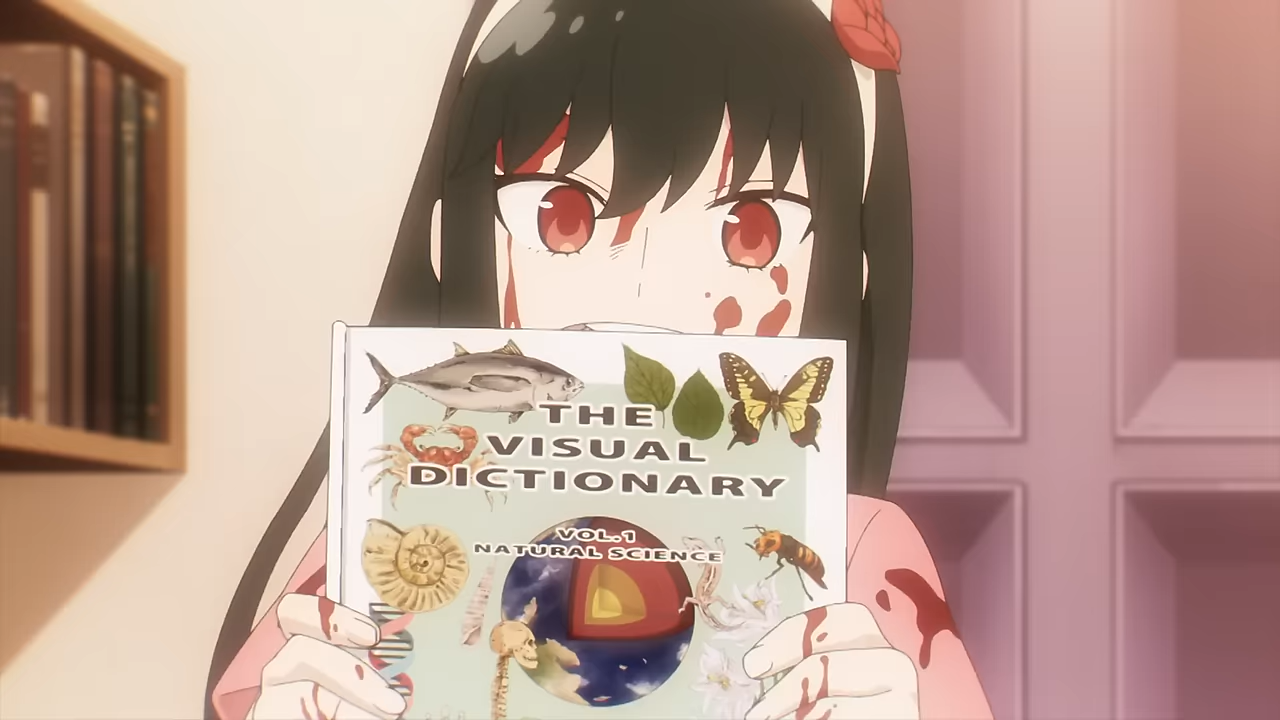 THE
VISUAL
DICTIONARY
VOL.1
NATURAL SCIENCE